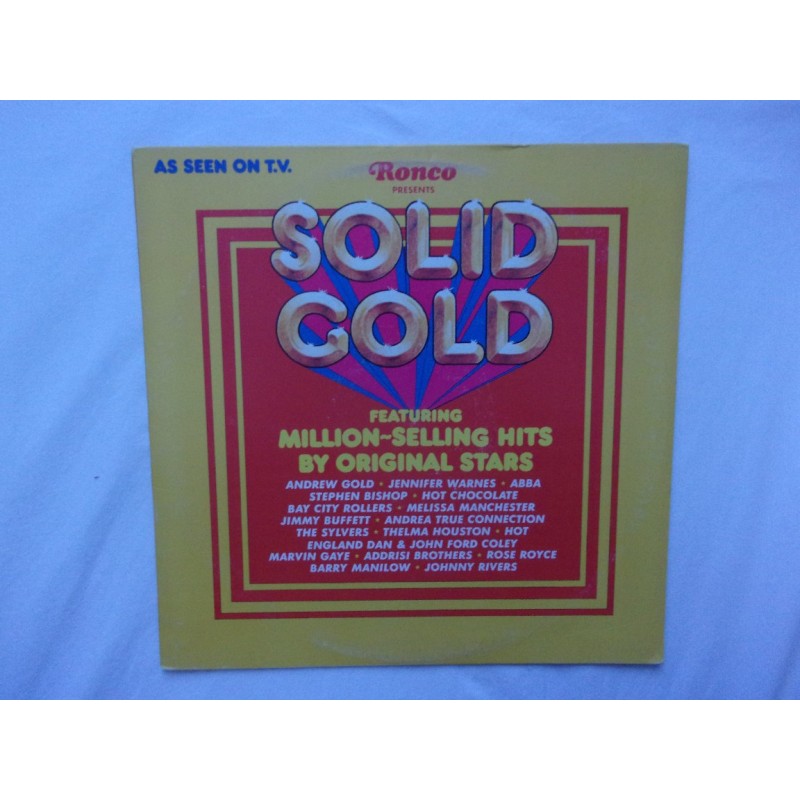 AS SEEN ON T.V.
Ronco
PRESENTS
SOLID
GOLD
FEATURING
MILLION~SELLING HITS
BY ORIGINAL STARS
ANDREW GOLD • JENNIFER WARNES • ABBA
STEPHEN BISHOP • HOT CHOCOLATE
BAY CITY ROLLERS • MELISSA MANCHESTER
JIMMY BUFFETT • ANDREA TRUE CONNECTION
THE SYLVERS • THELMA HOUSTON • HOT
ENGLAND DAN & JOHN FORD COLEY
MARVIN GAYE • ADDRISI BROTHERS • ROSE ROYCE
BARRY MANILOW • JOHNNY RIVERS